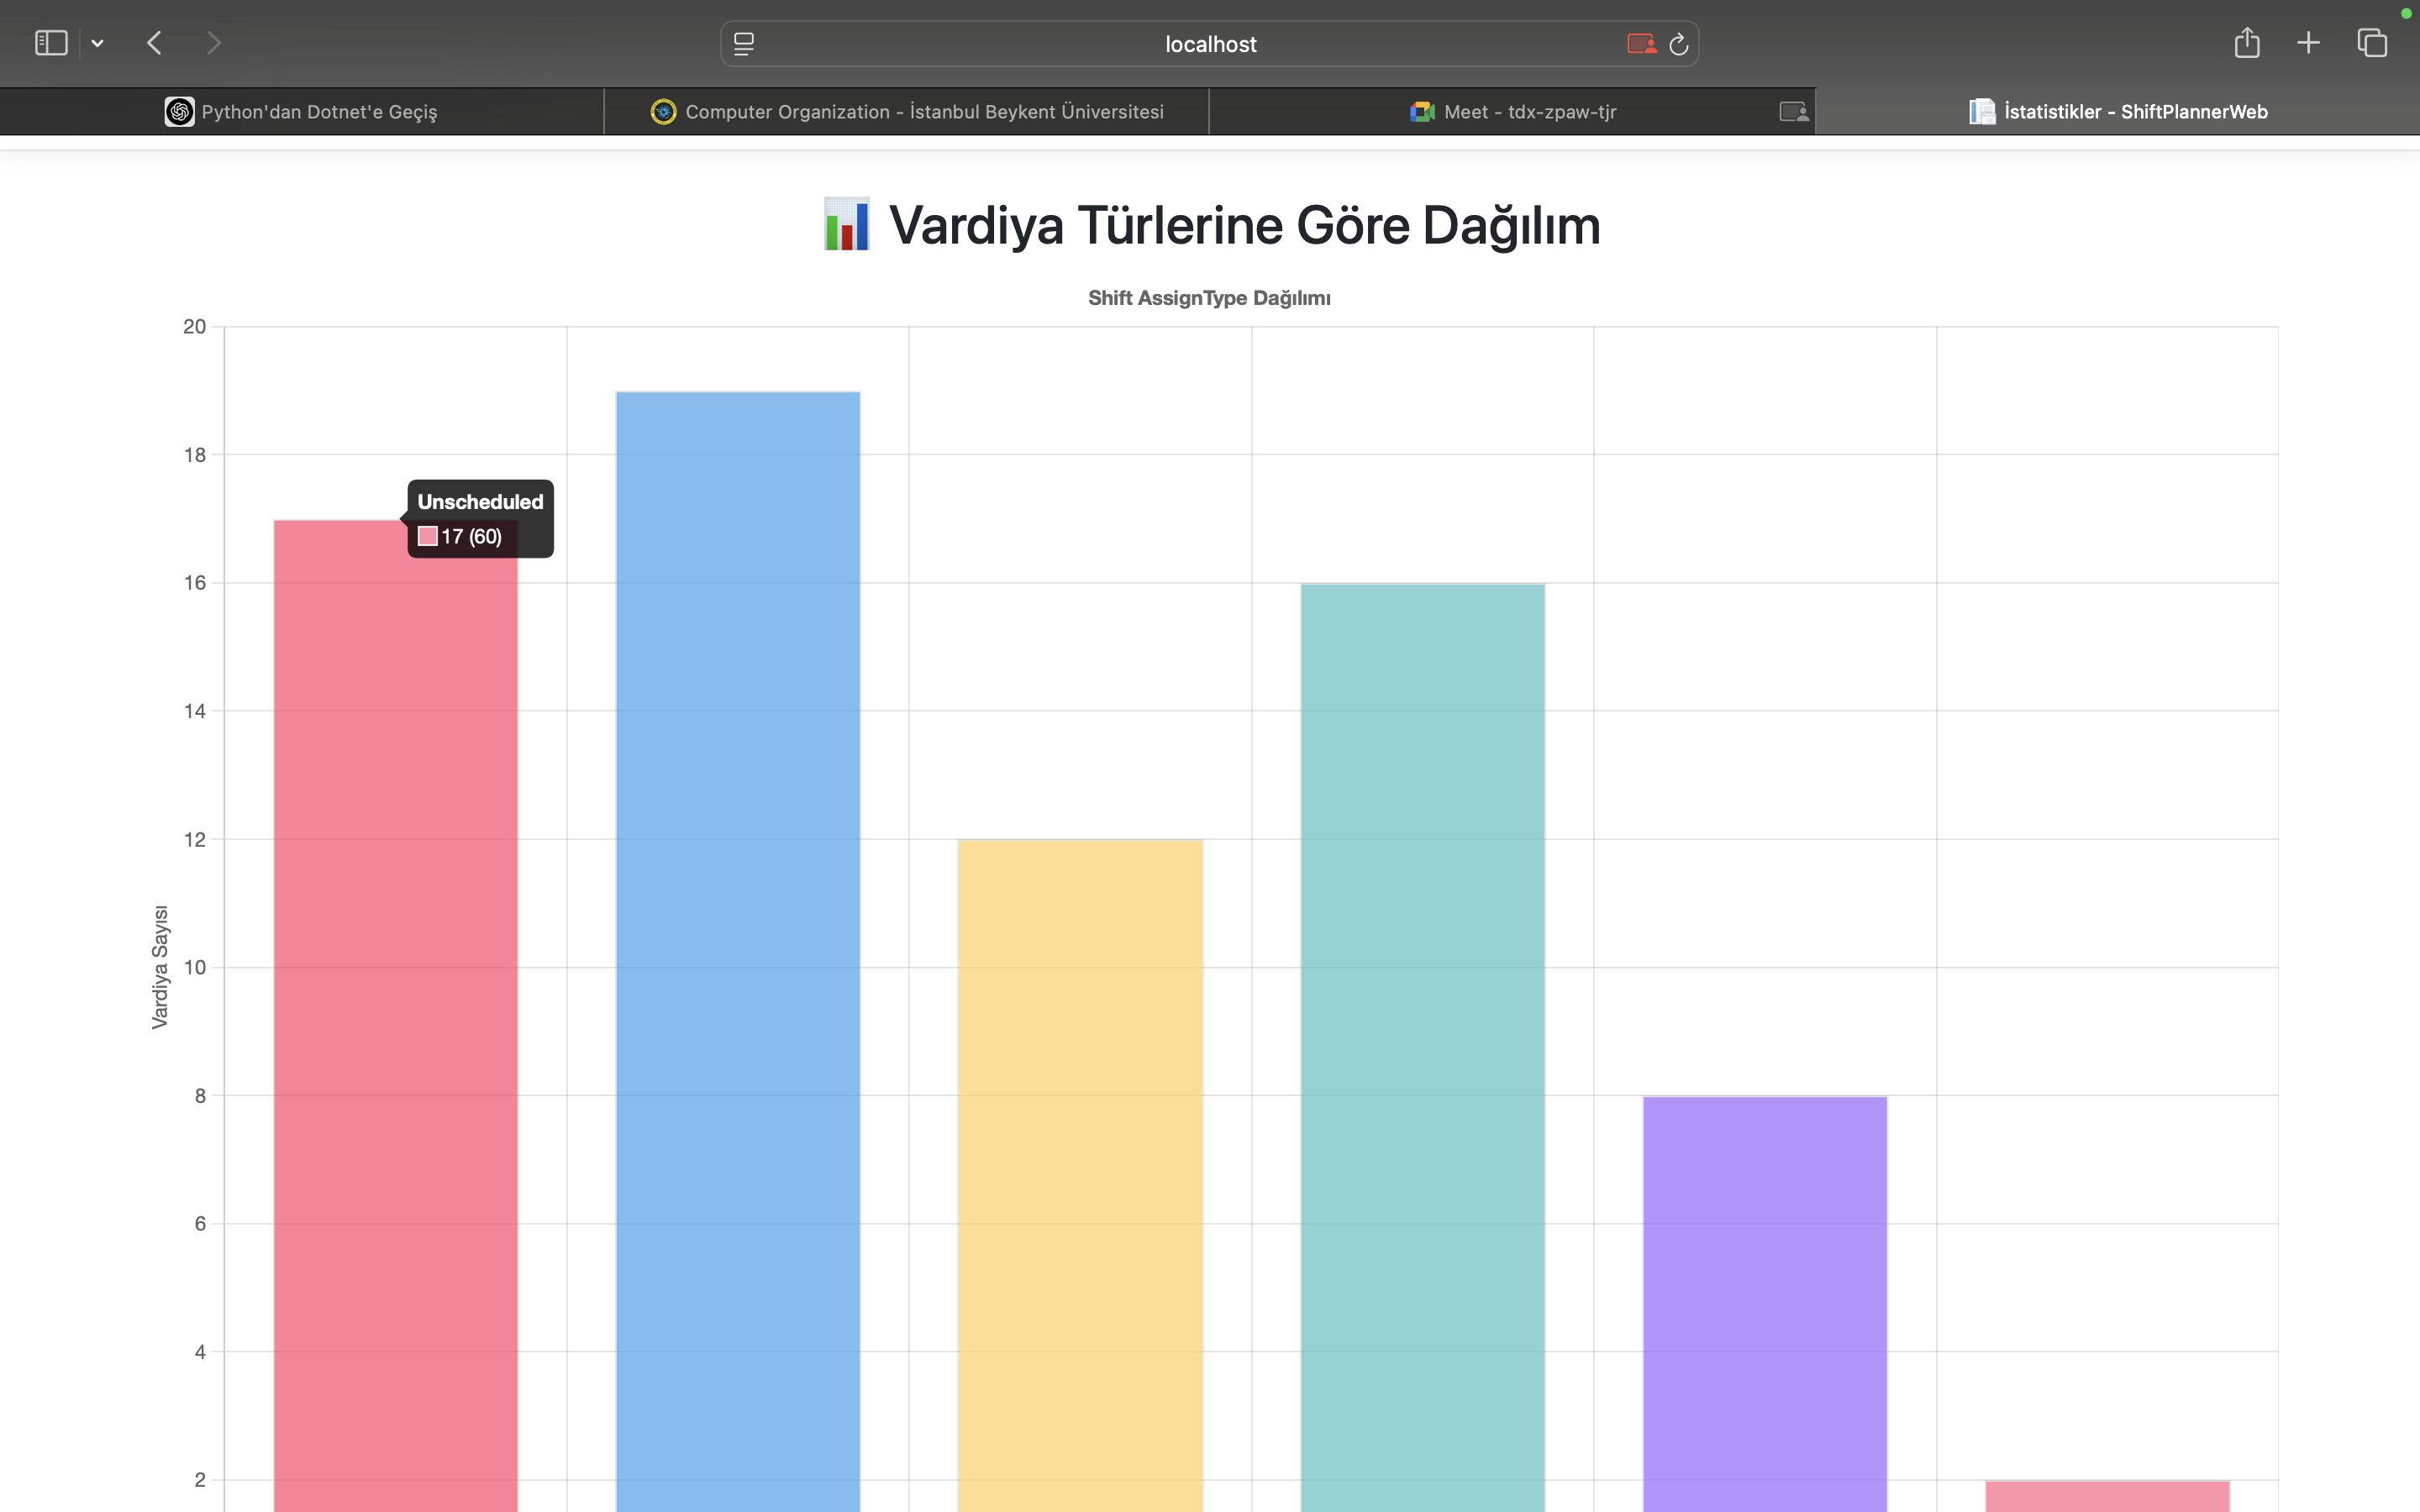 localhost
Python'dan Dotnet'e Geçiş
Computer Organization - İstanbul Beykent Üniversitesi
Meet - tdx-zpaw-tjr
İstatistikler - ShiftPlannerWeb
Vardiya Türlerine Göre Dağılım
Shift AssignType Dağılımı
20
18
Unscheduled
17 (60)
16
14
12
Vardiya Sayısı
10
8
6
4
2